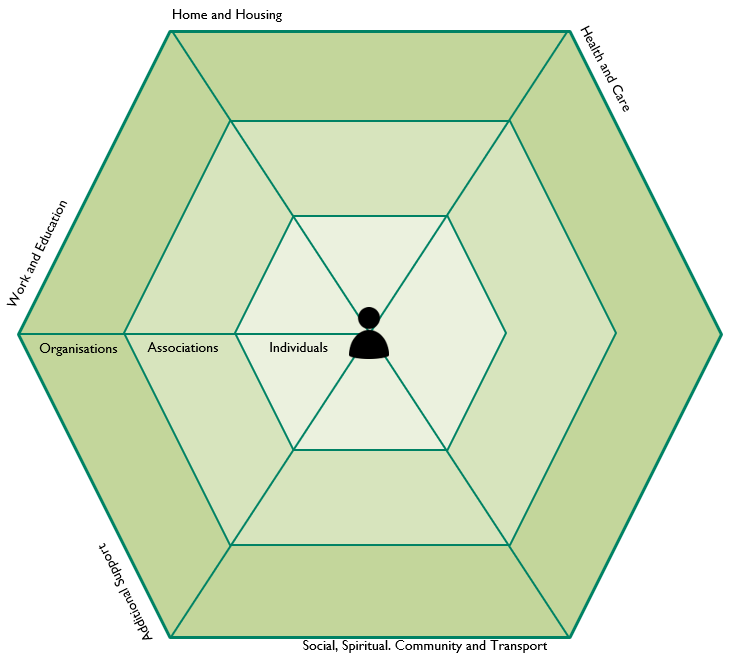 Home and Housing
Health and Care
Work and Education
Organisations
Associations
Individuals
Additional Support
Social, Spiritual. Community and Transport